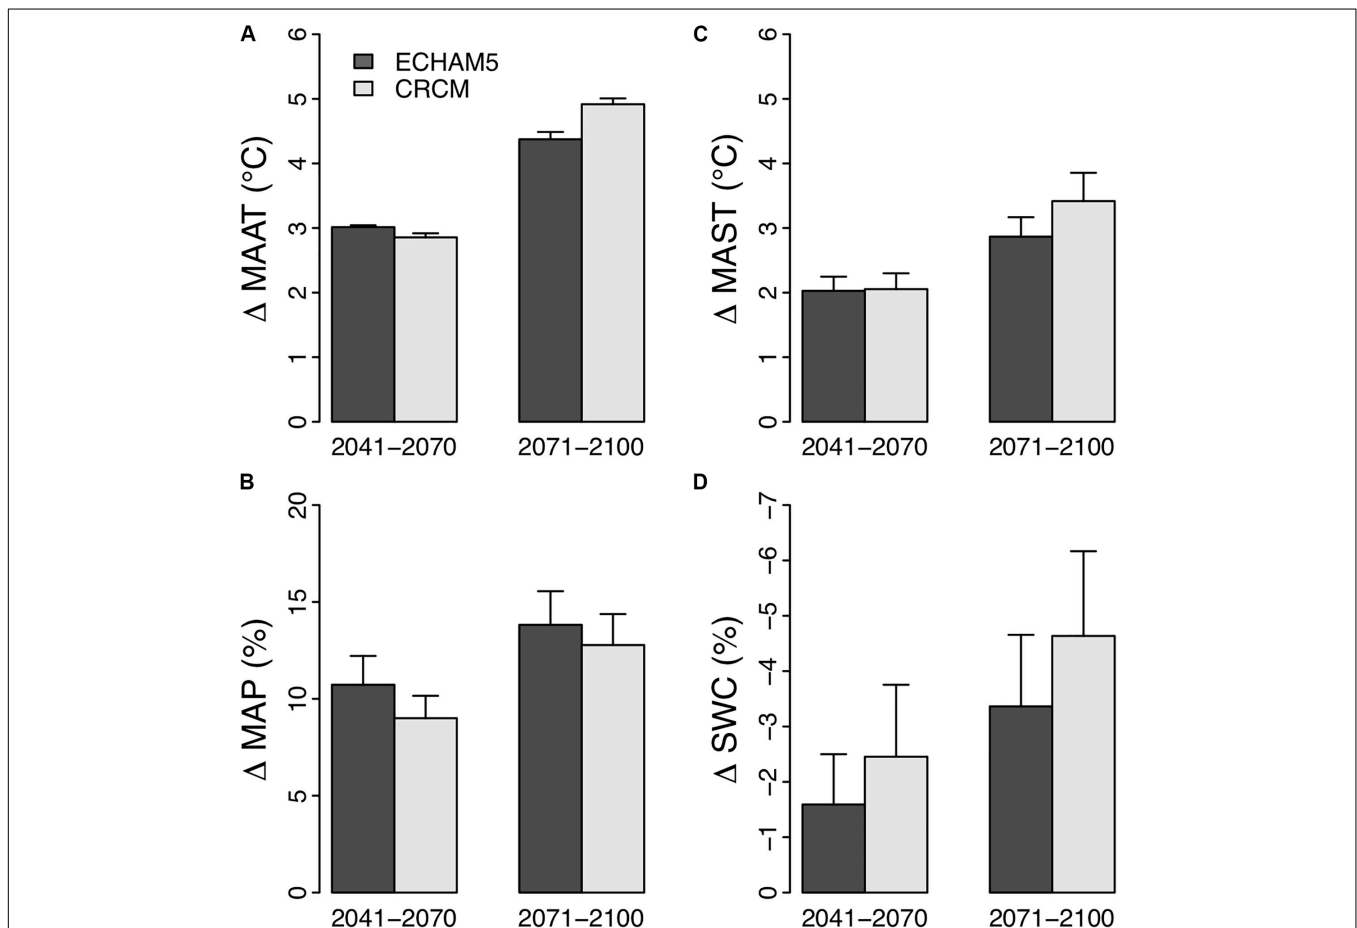 A
ECHAM5
CRCM
Δ MAAT (°C)
0 1 2 3 4 5 6
2041–2070 2071–2100
C
Δ MAST (°C)
0 1 2 3 4 5 6
2041–2070 2071–2100
B
Δ MAP (%)
0 5 10 15 20
2041–2070 2071–2100
D
Δ SWC (%)
0 −1 −2 −3 −4 −5 −6 −7
2041–2070 2071–2100